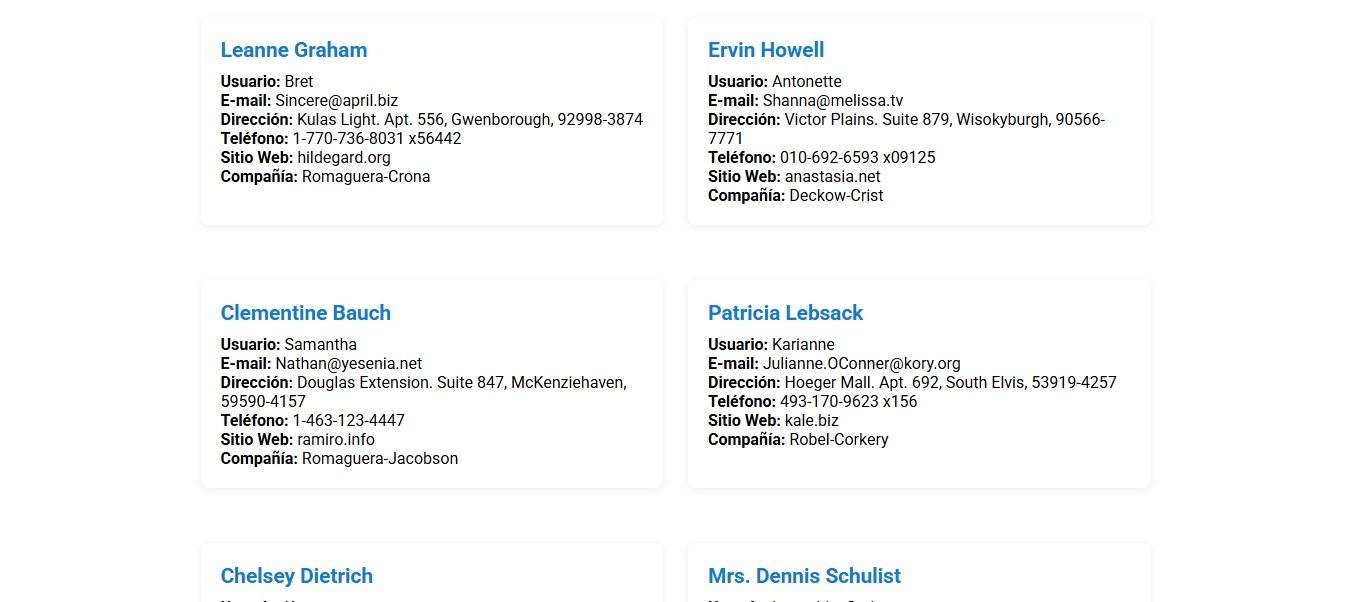 Leanne Graham
Usuario: Bret
E-mail: Sincere@april.biz
Dirección: Kulas Light. Apt. 556, Gwenborough, 92998-3874
Teléfono: 1-770-736-8031 x56442
Sitio Web: hildegard.org
Compañía: Romaguera-Crona
Ervin Howell
Usuario: Antonette
E-mail: Shanna@melissa.tv
Dirección: Victor Plains. Suite 879, Wisokyburgh, 90566-
7771
Teléfono: 010-692-6593 x09125
Sitio Web: anastasia.net
Compañía: Deckow-Crist
Clementine Bauch
Usuario: Samantha
E-mail: Nathan@yesenia.net
Dirección: Douglas Extension. Suite 847, McKenziehaven,
59590-4157
Teléfono: 1-463-123-4447
Sitio Web: ramiro.info
Compañía: Romaguera-Jacobson
Patricia Lebsack
Usuario: Karianne
E-mail: Julianne.OConner@kory.org
Dirección: Hoeger Mall. Apt. 692, South Elvis, 53919-4257
Teléfono: 493-170-9623 x156
Sitio Web: kale.biz
Compañía: Robel-Corkery
Chelsey Dietrich
Mrs. Dennis Schulist